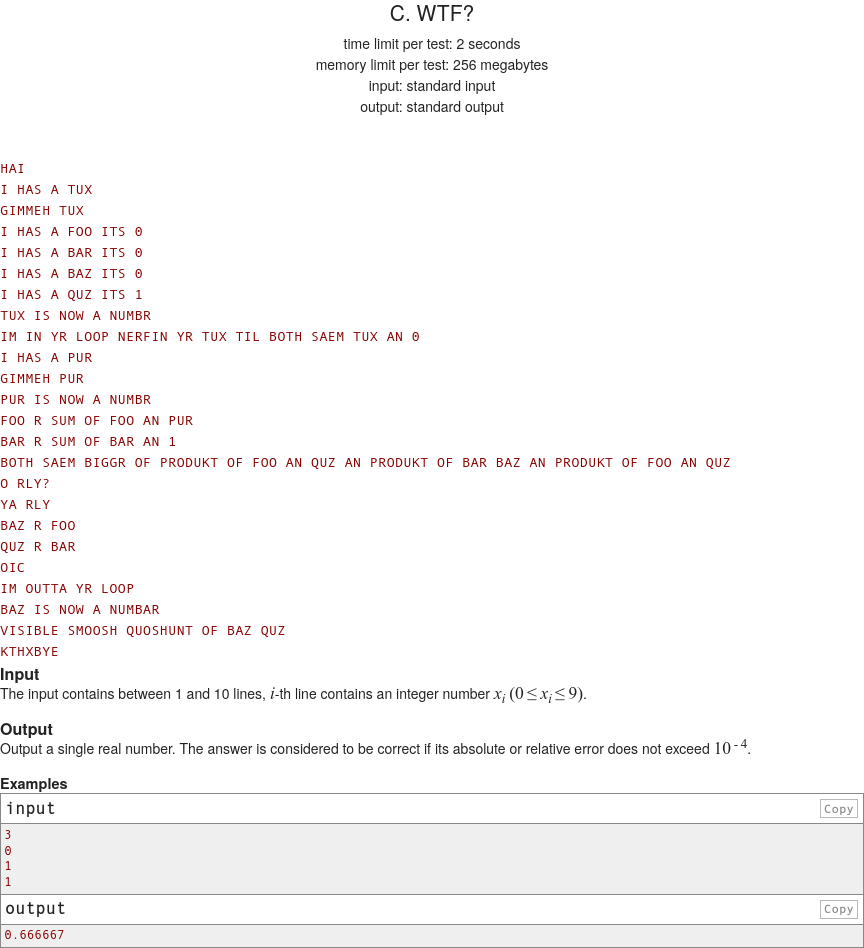 C. WTF?
time limit per test: 2 seconds
memory limit per test: 256 megabytes
input: standard input
output: standard output
HAI
I HAS A TUX
GIMMEH TUX
I HAS A FOO ITS 0
I HAS A BAR ITS 0
I HAS A BAZ ITS 0
I HAS A QUZ ITS 1
TUX IS NOW A NUMBR
IM IN YR LOOP NERFIN YR TUX TIL BOTH SAEM TUX AN 0
I HAS A PUR
GIMMEH PUR
PUR IS NOW A NUMBR
FOO R SUM OF FOO AN PUR
BAR R SUM OF BAR AN 1
BOTH SAEM BIGGR OF PRODUKT OF FOO AN QUZ AN PRODUKT OF BAR BAZ AN PRODUKT OF FOO AN QUZ
O RLY?
YA RLY
BAZ R FOO
QUZ R BAR
OIC
IM OUTTA YR LOOP
BAZ IS NOW A NUMBAR
VISIBLE SMOOSH QUOSHUNT OF BAZ QUZ
KTHXBYE
Input
The input contains between 1 and 10 lines, i-th line contains an integer number x_i (0 ≤ x_i ≤ 9).
Output
Output a single real number. The answer is considered to be correct if its absolute or relative error does not exceed 10^-4.
Examples
input Copy
3
0
1
1
output Copy
0.666667